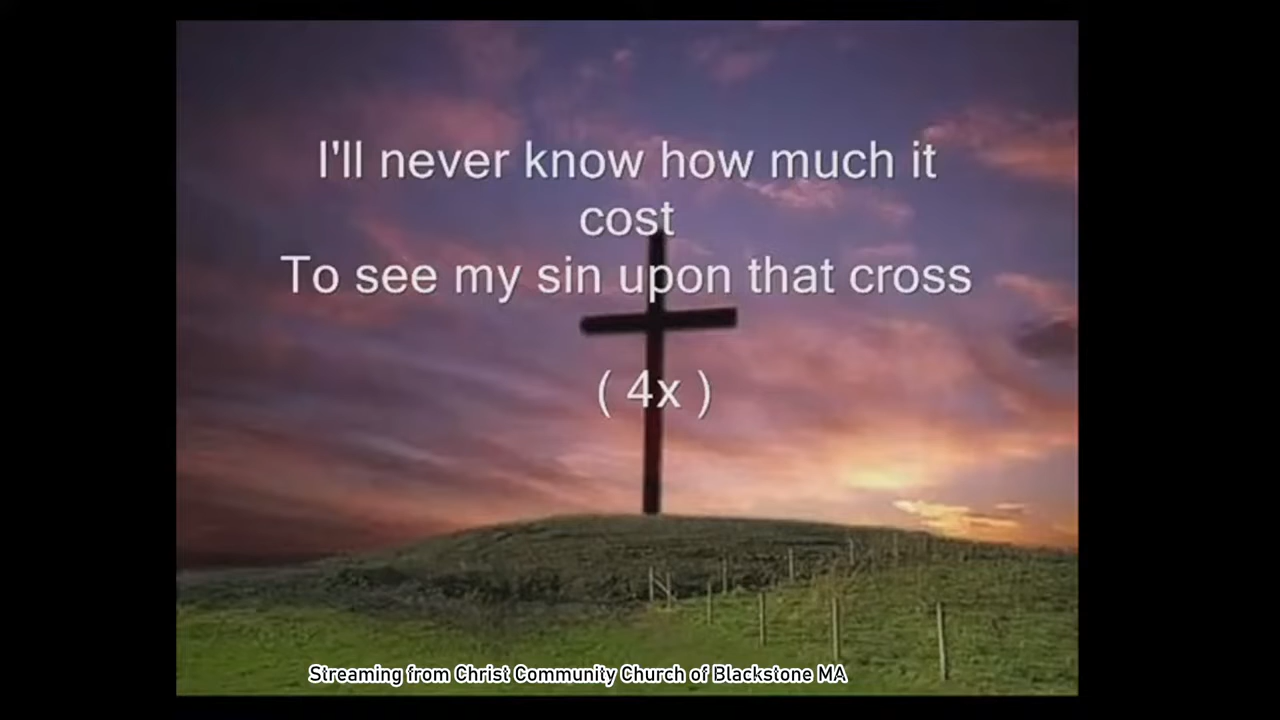 I'll never know how much it
cost
To see my sin upon that cross
( 4x )
Streaming from Christ Community Church of Blackstone MA